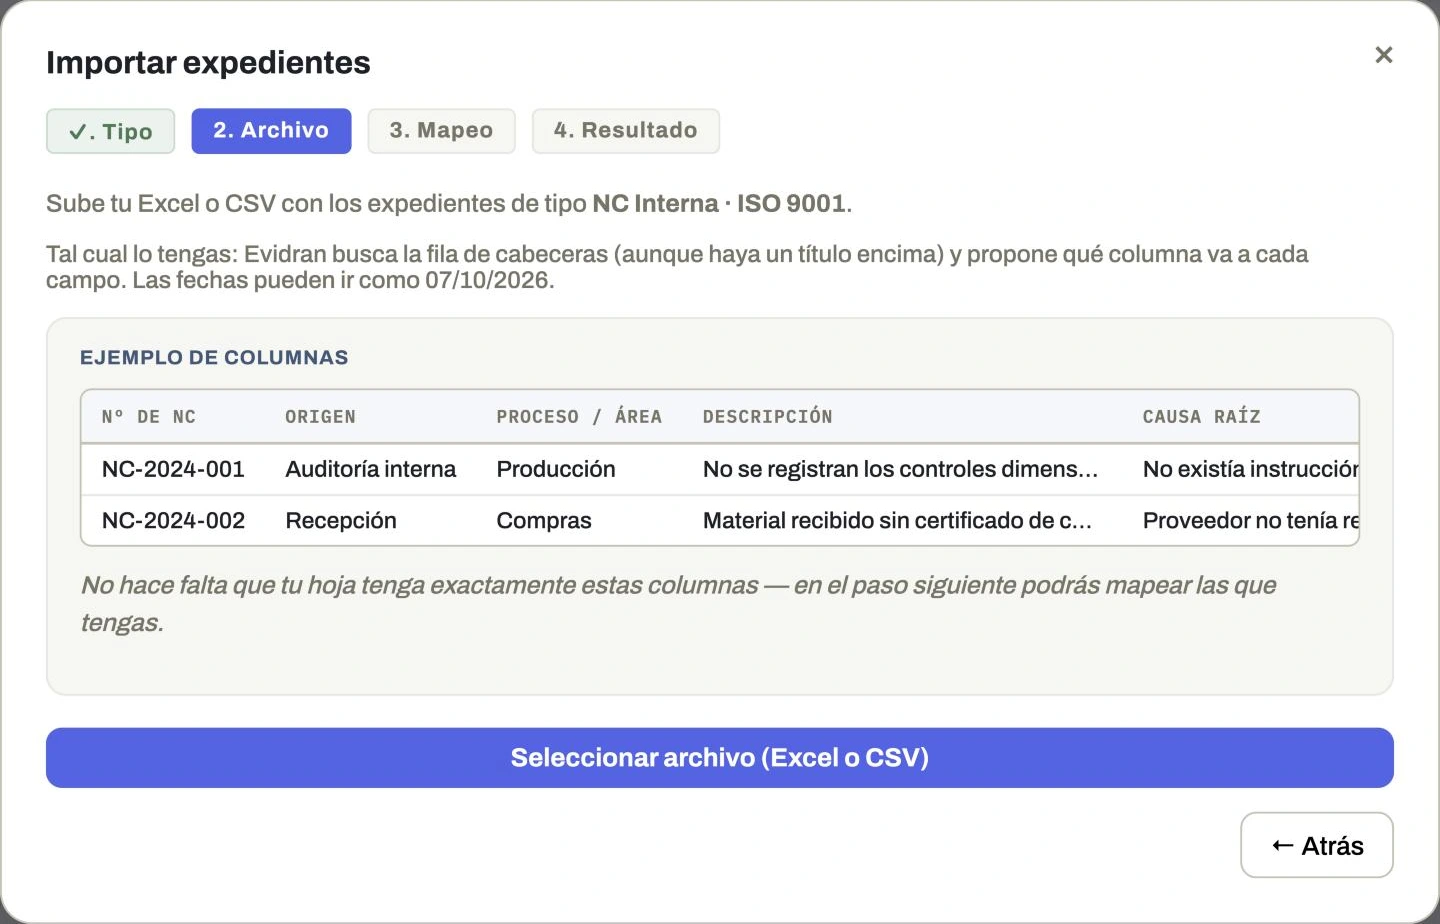 Importar expedientes
×
✓. Tipo
2. Archivo
3. Mapeo
4. Resultado
Sube tu Excel o CSV con los expedientes de tipo NC Interna · ISO 9001.
Tal cual lo tengas: Evidran busca la fila de cabeceras (aunque haya un título encima) y propone qué columna va a cada
campo. Las fechas pueden ir como 07/10/2026.
EJEMPLO DE COLUMNAS
Nº DE NC ORIGEN PROCESO / ÁREA DESCRIPCIÓN CAUSA RAÍZ
NC-2024-001 Auditoría interna Producción No se registran los controles dimens... No existía instrucción
NC-2024-002 Recepción Compras Material recibido sin certificado de c... Proveedor no tenía re
No hace falta que tu hoja tenga exactamente estas columnas — en el paso siguiente podrás mapear las que
tengas.
Seleccionar archivo (Excel o CSV)
← Atrás